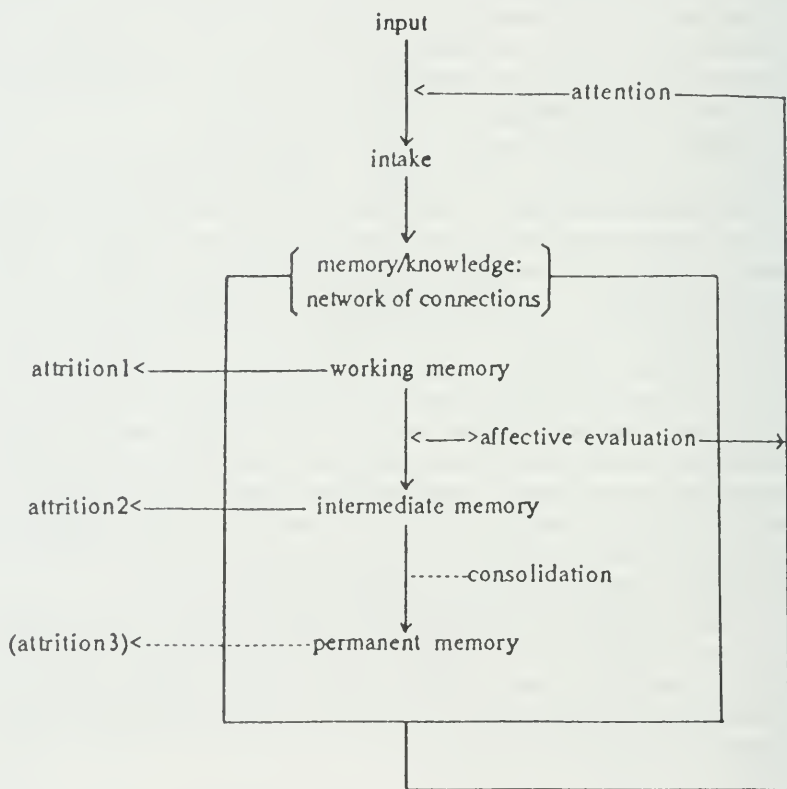 input
attention
intake
memory/knowledge:
network of connections
attrition1 working memory
affective evaluation
attrition2 intermediate memory
consolidation
(attrition3) permanent memory